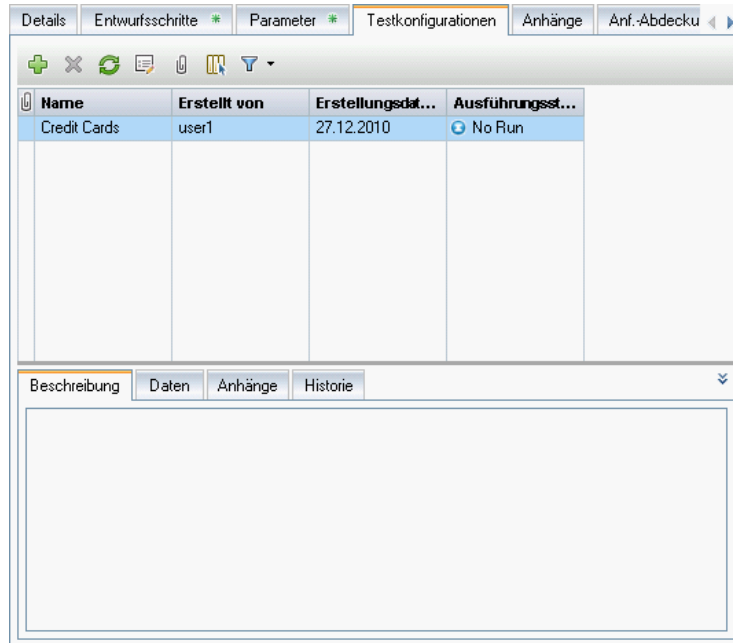 Details Entwurfsschritte * Parameter * Testkonfigurationen Anhänge Anf.-Abdecku
Name Erstellt von Erstellungsdat... Ausführungsst...
Credit Cards user1 27.12.2010 No Run
Beschreibung Daten Anhänge Historie